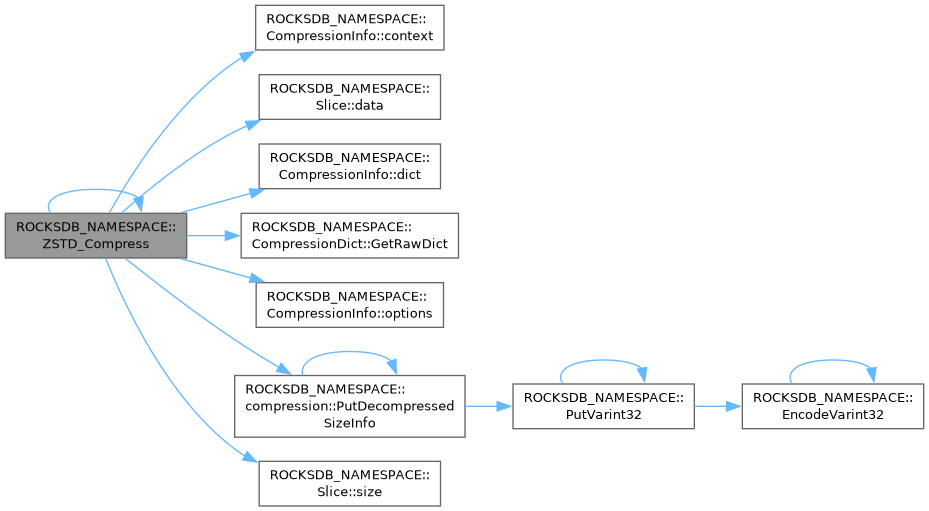 ROCKSDB_NAMESPACE::
CompressionInfo::context
ROCKSDB_NAMESPACE::
Slice::data
ROCKSDB_NAMESPACE::
CompressionInfo::dict
ROCKSDB_NAMESPACE::
ZSTD_Compress
ROCKSDB_NAMESPACE::
CompressionDict::GetRawDict
ROCKSDB_NAMESPACE::
CompressionInfo::options
ROCKSDB_NAMESPACE::
compression::PutDecompressed
SizeInfo
ROCKSDB_NAMESPACE::
PutVarint32
ROCKSDB_NAMESPACE::
EncodeVarint32
ROCKSDB_NAMESPACE::
Slice::size